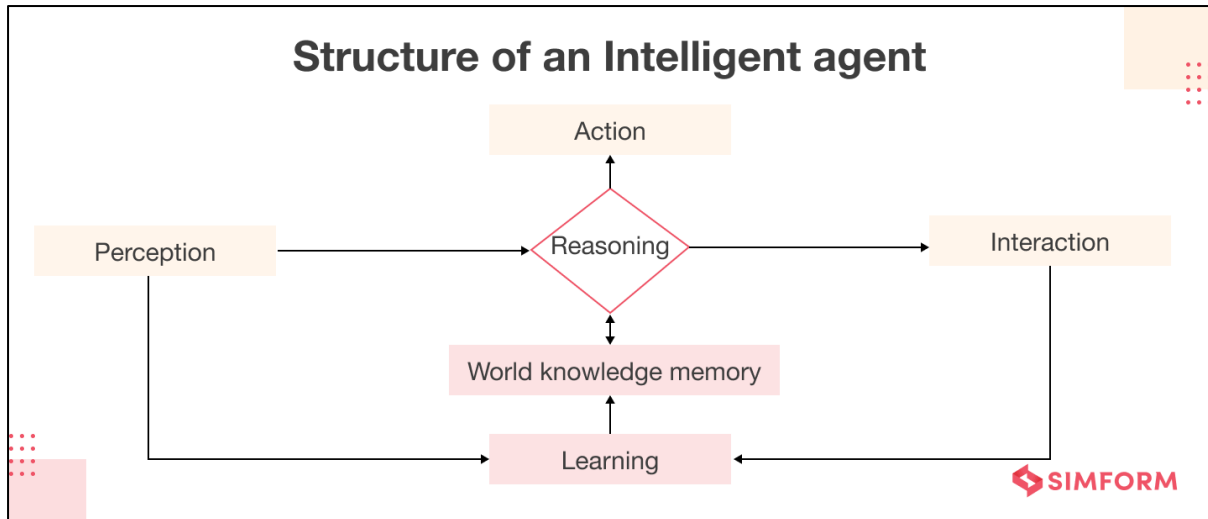 Structure of an Intelligent agent
Action
Perception
Reasoning
Interaction
World knowledge memory
Learning
SIMFORM